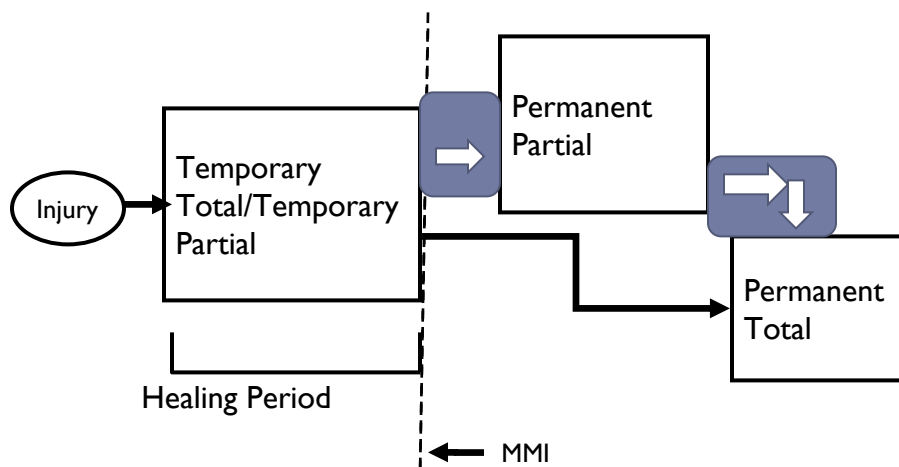 Injury
Temporary
Total/Temporary
Partial
Permanent
Partial
Permanent
Total
Healing Period
MMI